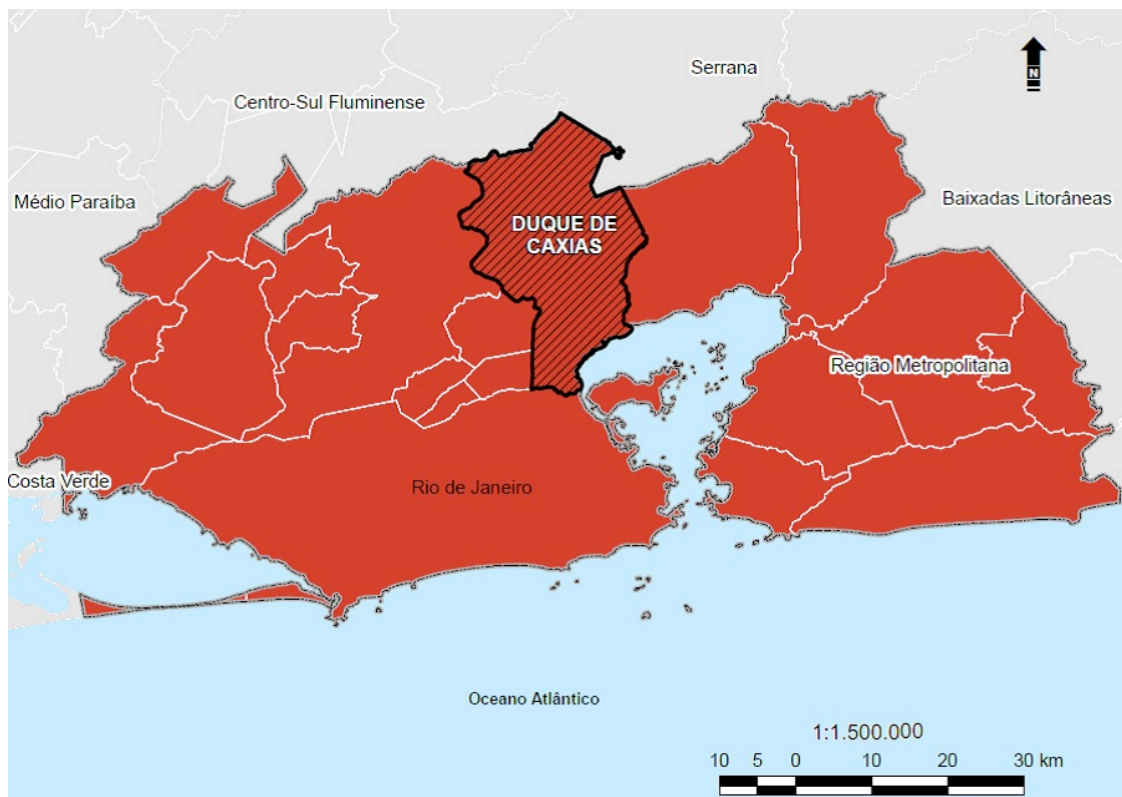 Serrana
N
Centro-Sul Fluminense
Médio Paraíba
Baixadas Litorâneas
DUQUE DE
CAXIAS
Região Metropolitana
Costa Verde
Rio de Janeiro
Oceano Atlântico
1:1.500.000
10 5 0 10 20 30 km